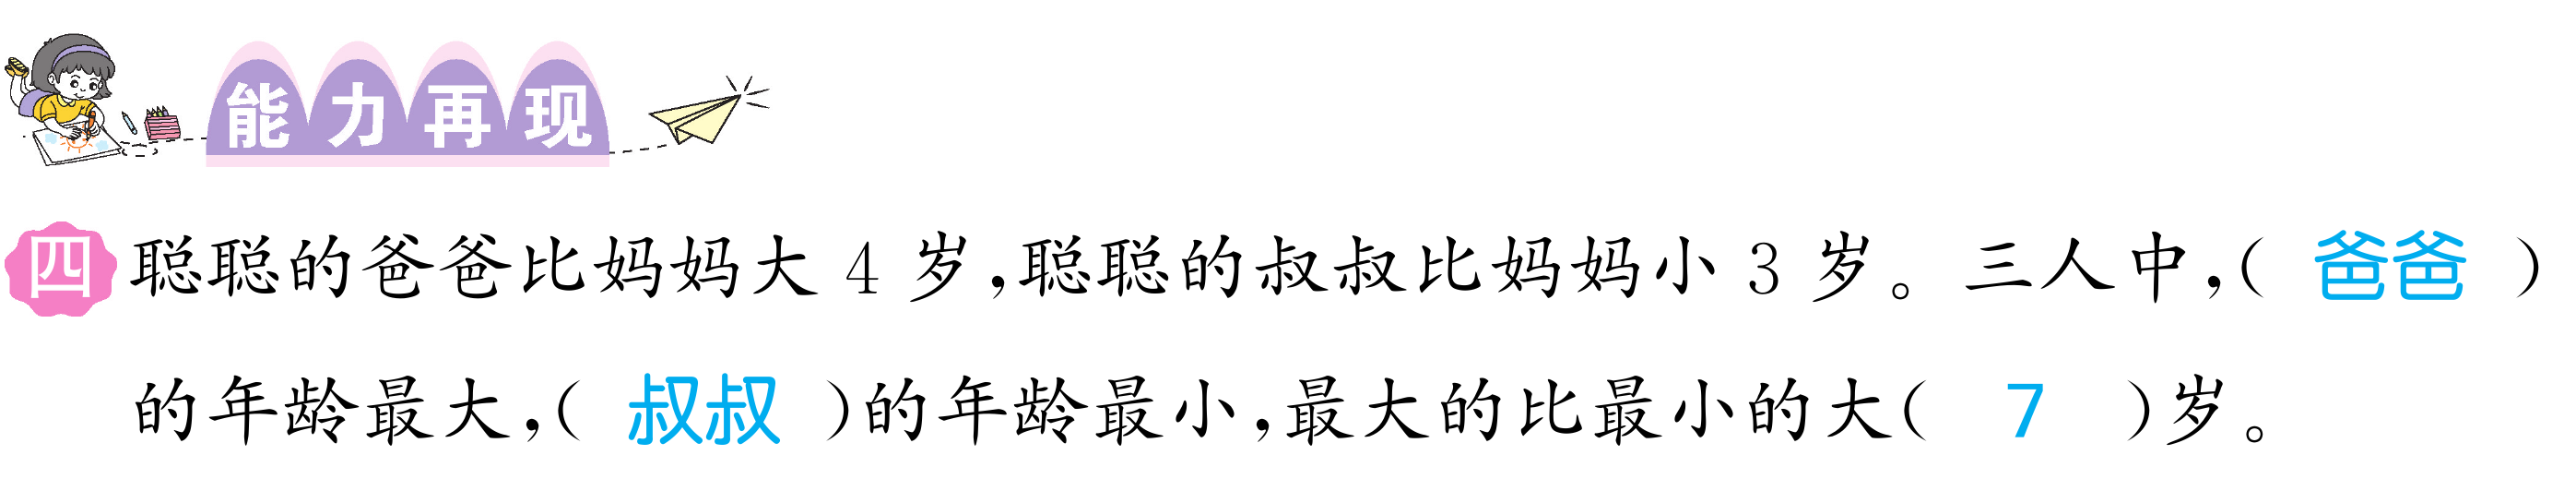 能力再现
四 聪聪的爸爸比妈妈大 4 岁,聪聪的叔叔比妈妈小 3 岁。三人中,( 爸爸 )
的年龄最大,( 叔叔 )的年龄最小,最大的比最小的大( 7 )岁。